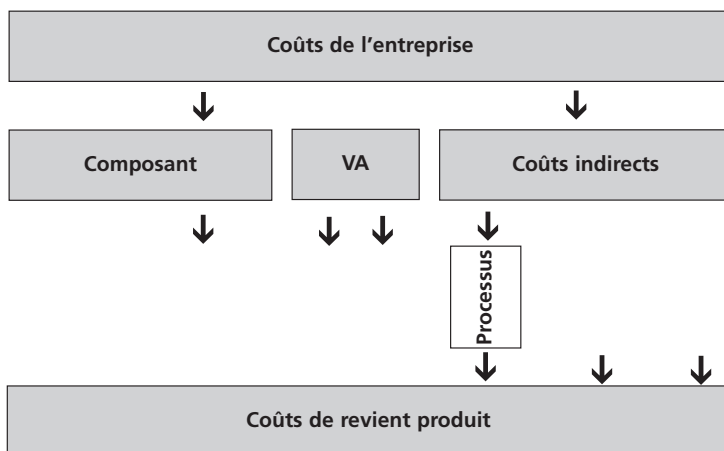 Coûts de l’entreprise
Composant
VA
Coûts indirects
Processus
Coûts de revient produit